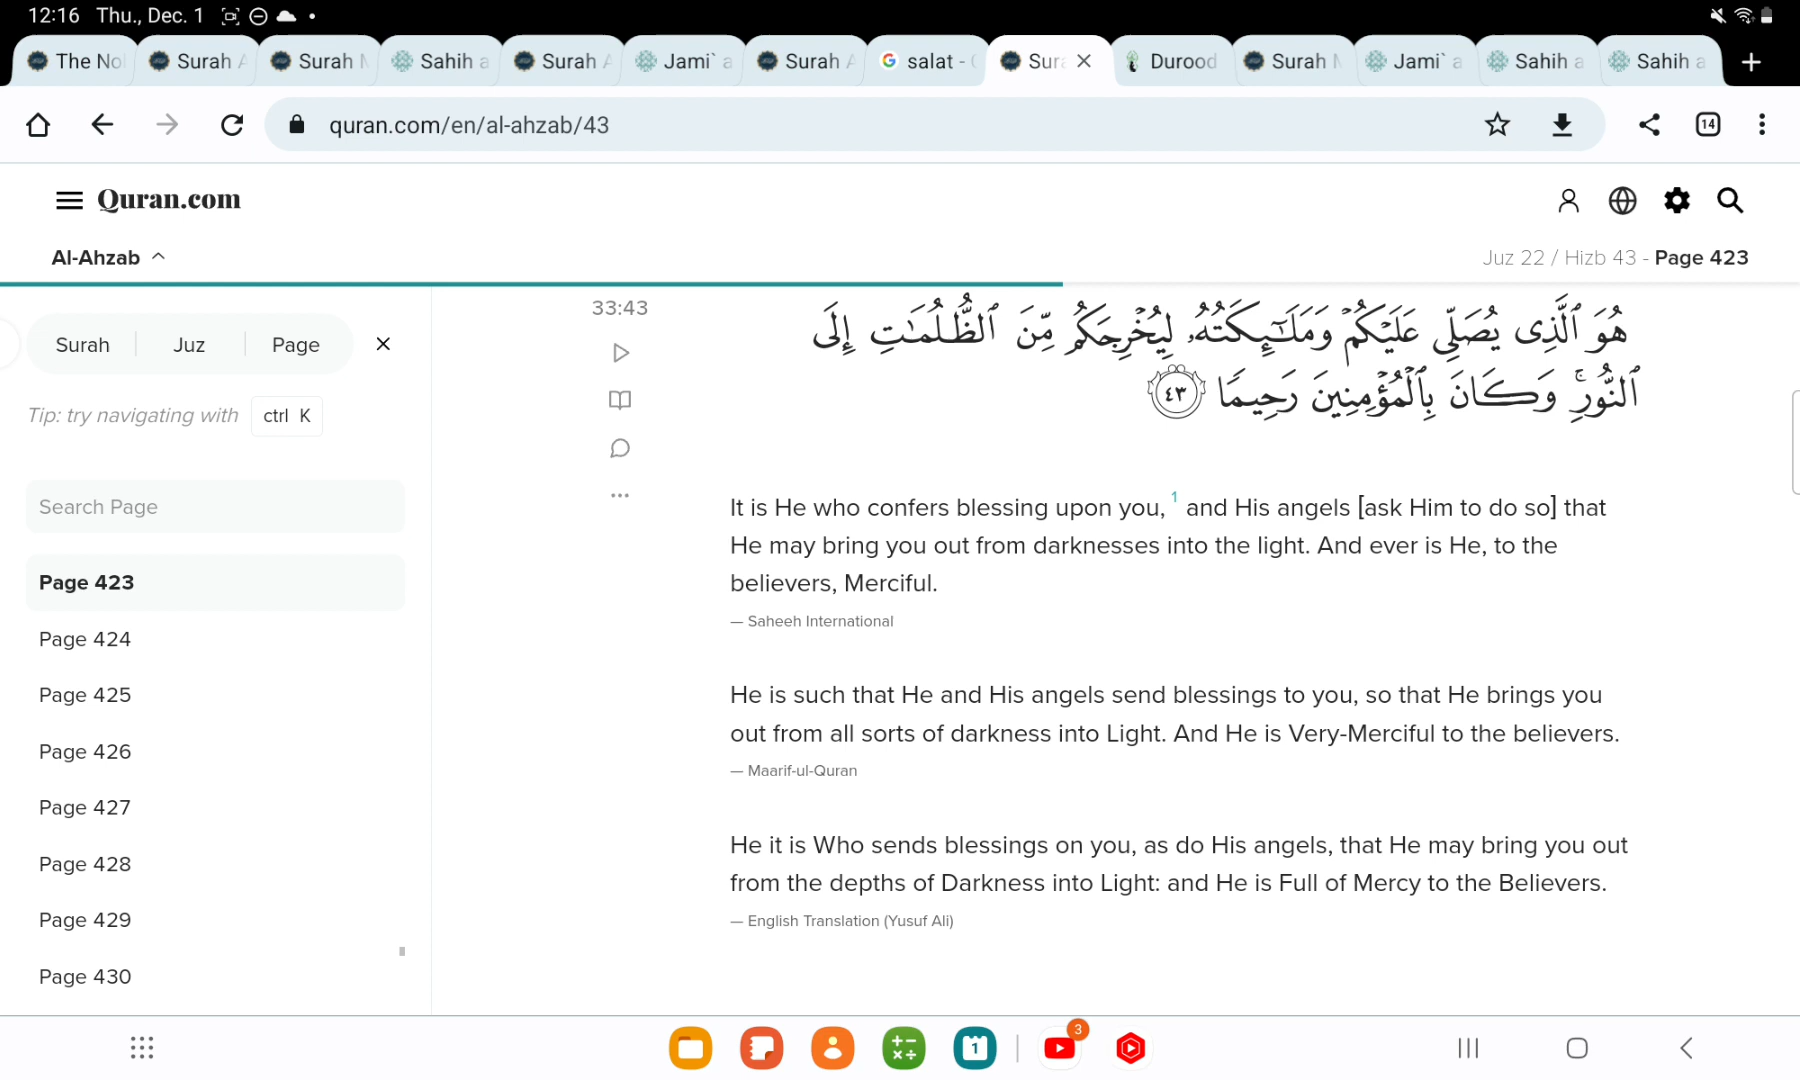 12:16 Thu., Dec. 1
The No
Surah A
Surah M
Sahih a
Surah A
Jami` a
Surah A
salat - G
Sura
Durood
Surah M
Jami` a
Sahih a
Sahih a
quran.com/en/al-ahzab/43
14
Quran.com
Al-Ahzab
Juz 22 / Hizb 43 - Page 423
Surah
Juz
Page
Tip: try navigating with ctrl K
Search Page
Page 423
Page 424
Page 425
Page 426
Page 427
Page 428
Page 429
Page 430
33:43
هُوَ ٱلَّذِى يُصَلِّى عَلَيْكُمْ وَمَلَـٰٓئِكَتُهُۥ لِيُخْرِجَكُم مِّنَ ٱلظُّلُمَـٰتِ إِلَى
ٱلنُّورِ ۚ وَكَانَ بِٱلْمُؤْمِنِينَ رَحِيمًا ٤٣
It is He who confers blessing upon you, 1 and His angels [ask Him to do so] that
He may bring you out from darknesses into the light. And ever is He, to the
believers, Merciful.
— Saheeh International
He is such that He and His angels send blessings to you, so that He brings you
out from all sorts of darkness into Light. And He is Very-Merciful to the believers.
— Maarif-ul-Quran
He it is Who sends blessings on you, as do His angels, that He may bring you out
from the depths of Darkness into Light: and He is Full of Mercy to the Believers.
— English Translation (Yusuf Ali)
1
3